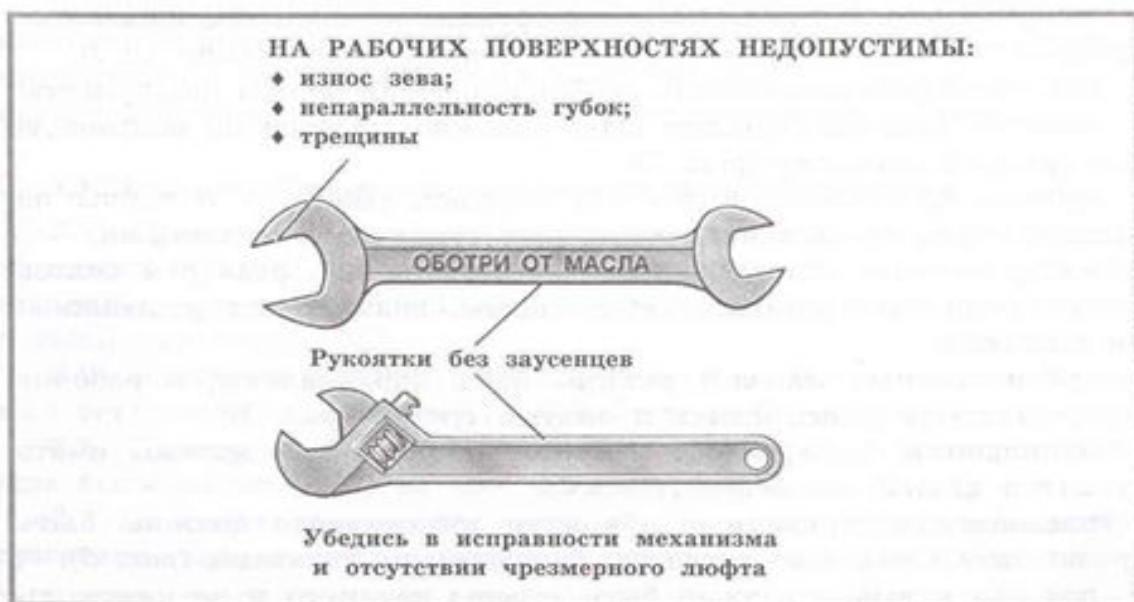 НА РАБОЧИХ ПОВЕРХНОСТЯХ НЕДОПУСТИМЫ:
♦ износ зева;
♦ непараллельность губок;
♦ трещины
ОБОТРИ ОТ МАСЛА
Рукоятки без заусенцев
Убедись в исправности механизма
и отсутствии чрезмерного люфта